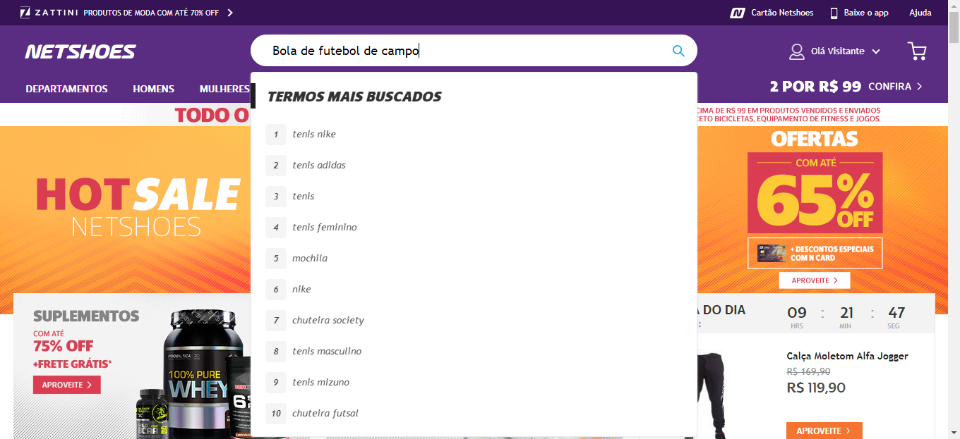 ZATTINI PRODUTOS DE MODA COM ATÉ 70% OFF
Cartão Netshoes
Baixe o app
Ajuda
NETSHOES
Bola de futebol de campo
Olá Visitante
DEPARTAMENTOS
HOMENS
MULHERES
2 POR R$ 99 CONFIRA
TERMOS MAIS BUSCADOS
1 tenis nike
2 tenis adidas
3 tenis
4 tenis feminino
5 mochila
6 nike
7 chuteira society
8 tenis masculino
9 tenis mizuno
10 chuteira futsal
TODO O
CIMA DE R$ 99 EM PRODUTOS VENDIDOS E ENVIADOS
CETO BICICLETAS, EQUIPAMENTO DE FITNESS E JOGOS.
HOT SALE
NETSHOES
OFERTAS
COM ATÉ
65% OFF
+ DESCONTOS ESPECIAIS
COM N CARD
APROVEITE
SUPLEMENTOS
COM ATÉ
75% OFF
+FRETE GRÁTIS*
APROVEITE
100% PURE
WHEY
DO DIA
09 : 21 : 47
HRS MIN SEG
Calça Moletom Alfa Jogger
R$ 169,90
R$ 119,90
APROVEITE